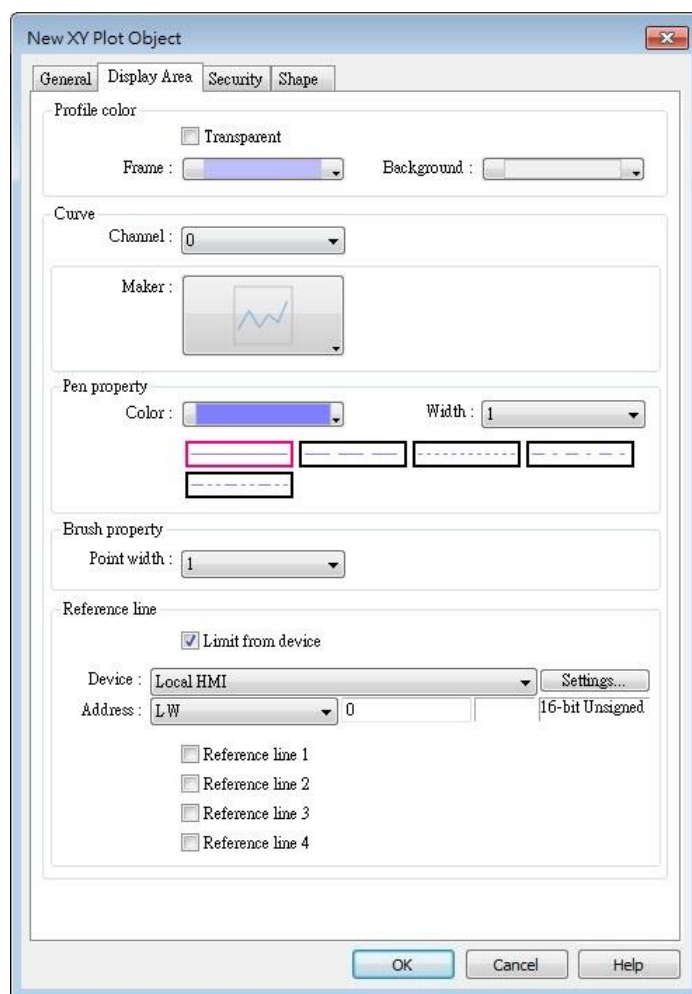 New XY Plot Object
General Display Area Security Shape
Profile color
Transparent
Frame : Background :
Curve
Channel : 0
Maker :
Pen property
Color : Width : 1
Brush property
Point width : 1
Reference line
Limit from device
Device : Local HMI Settings...
Address : LW 0 16-bit Unsigned
Reference line 1
Reference line 2
Reference line 3
Reference line 4
OK Cancel Help